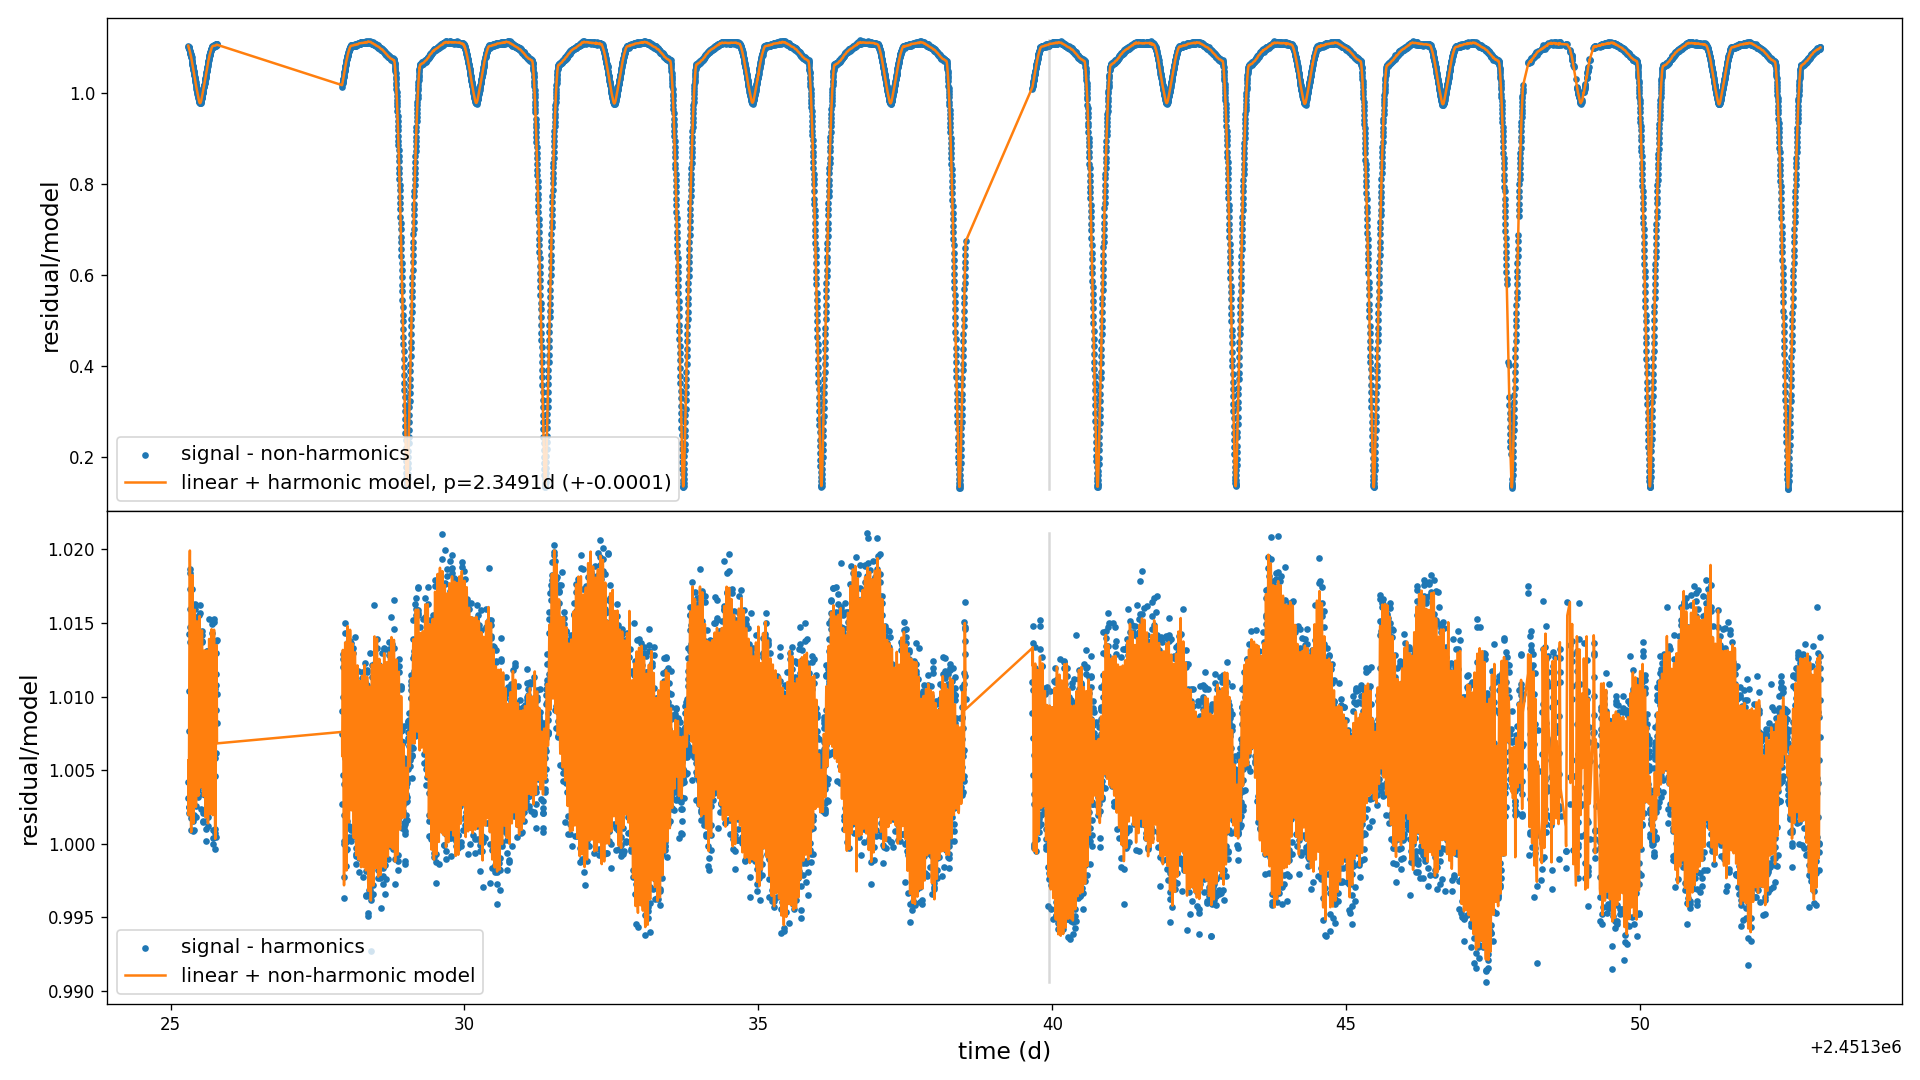 residual/model
1.0
0.8
0.6
0.4
0.2
signal - non-harmonics
linear + harmonic model, p=2.3491d (+-0.0001)
residual/model
1.020
1.015
1.010
1.005
1.000
0.995
0.990
signal - harmonics
linear + non-harmonic model
25
30
35
40
45
50
time (d)
+2.4513e6